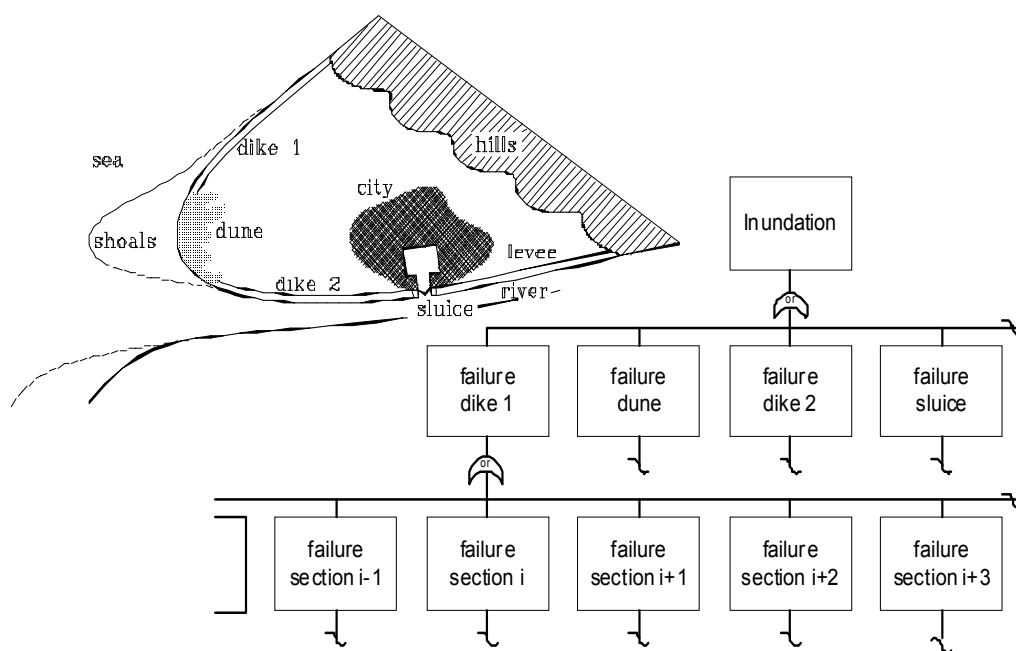 hills
dike 1
sea
city
dune
shoals
levee
dike 2
river
sluice
Inundation
or
failure
dike 1
failure
dune
failure
dike 2
failure
sluice
or
failure
section i-1
failure
section i
failure
section i+1
failure
section i+2
failure
section i+3